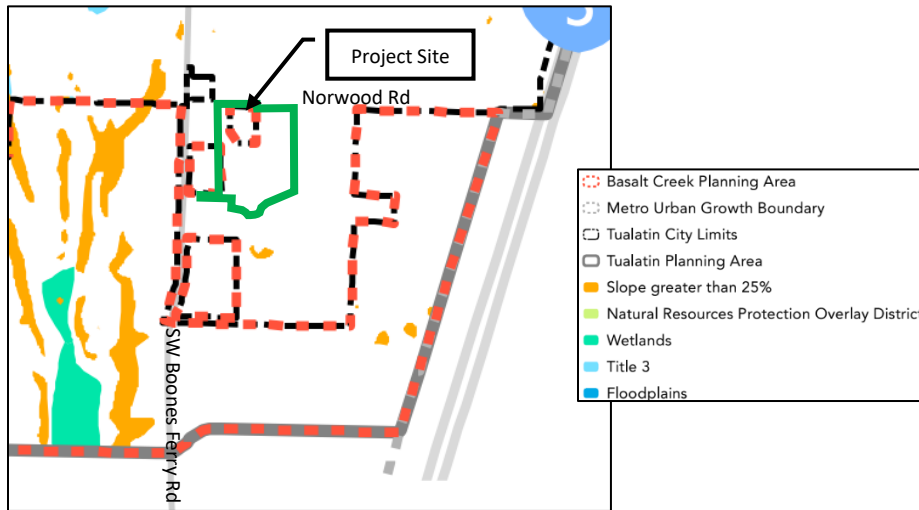 Project Site
Norwood Rd
SW Boones Ferry Rd
Basalt Creek Planning Area
Metro Urban Growth Boundary
Tualatin City Limits
Tualatin Planning Area
Slope greater than 25%
Natural Resources Protection Overlay District
Wetlands
Title 3
Floodplains